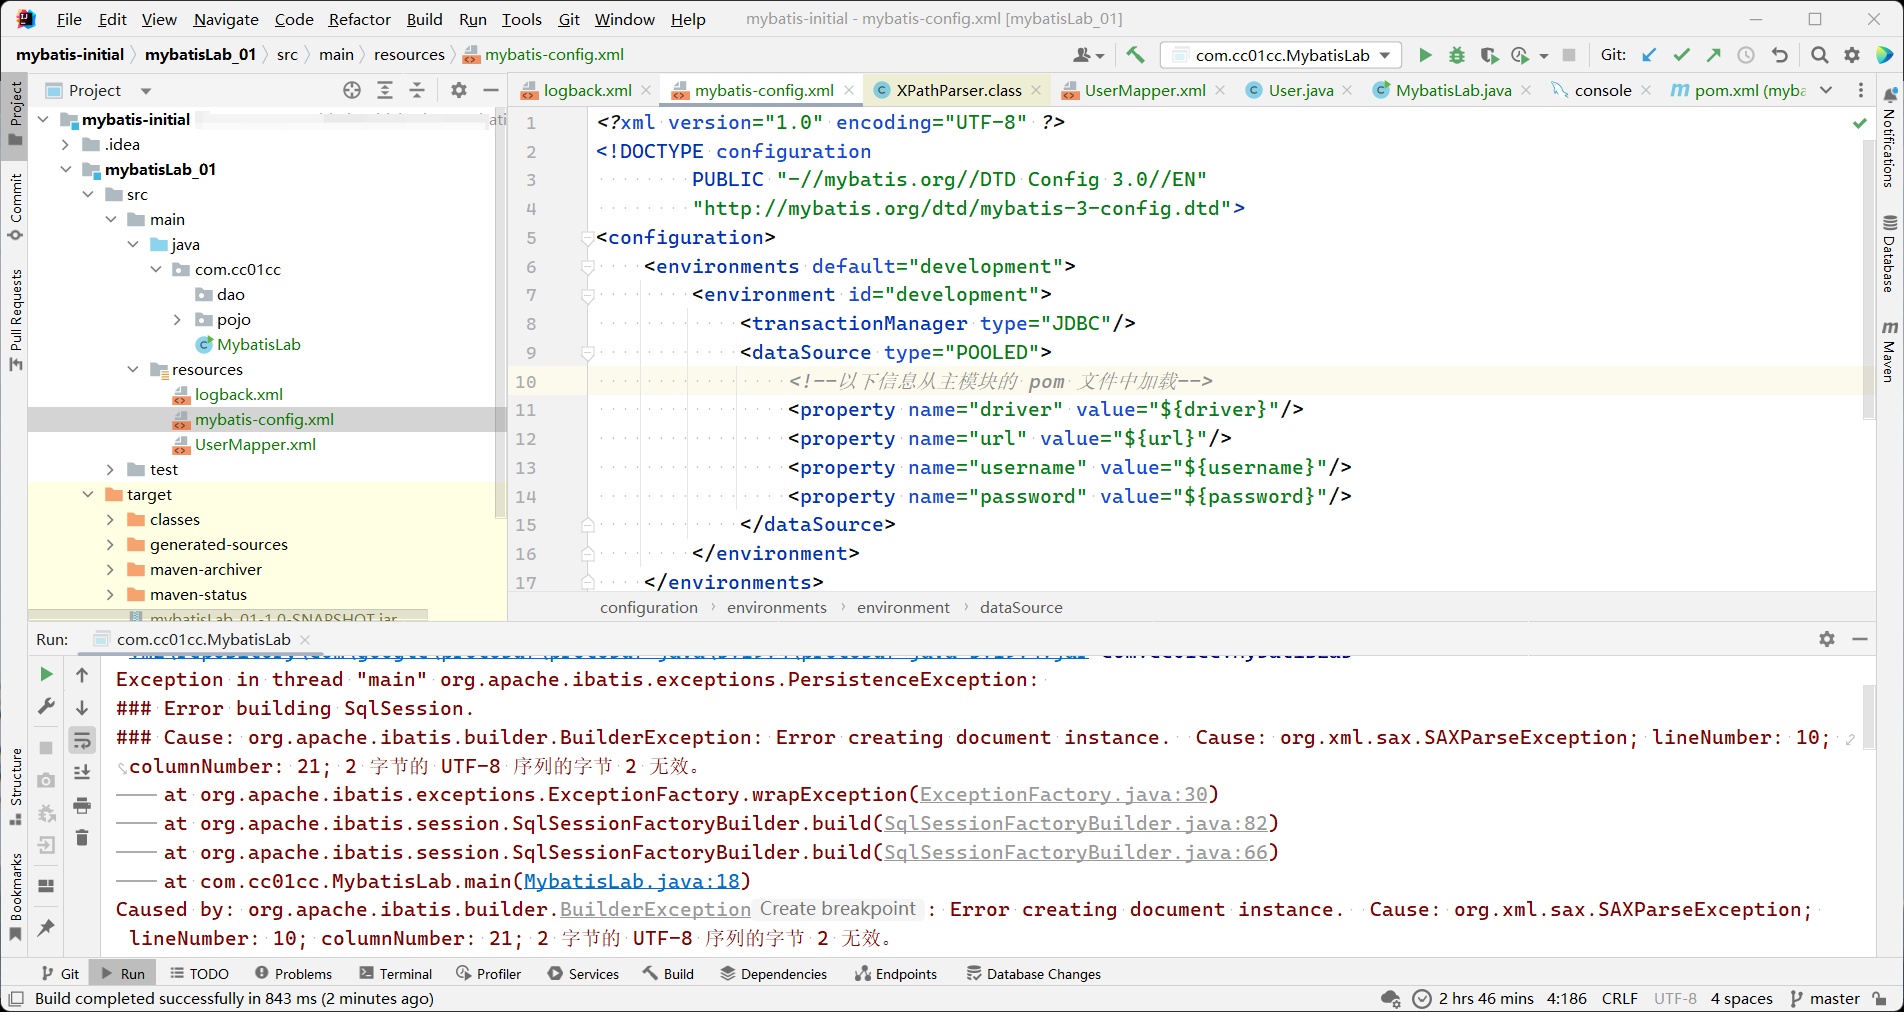 File Edit View Navigate Code Refactor Build Run Tools Git Window Help mybatis-initial - mybatis-config.xml [mybatisLab_01]
mybatis-initial mybatisLab_01 src main resources mybatis-config.xml com.cc01cc.MybatisLab Git:
Project
logback.xml mybatis-config.xml XPathParser.class UserMapper.xml User.java MybatisLab.java console pom.xml (myba
Project
Commit
Pull Requests
Structure
Bookmarks
mybatis-initial
.idea
mybatisLab_01
src
main
java
com.cc01cc
dao
pojo
MybatisLab
resources
logback.xml
mybatis-config.xml
UserMapper.xml
test
target
classes
generated-sources
maven-archiver
maven-status
mybatisLab_01-1.0-SNAPSHOT.jar
1 <?xml version="1.0" encoding="UTF-8" ?>
2 <!DOCTYPE configuration
3 PUBLIC "-//mybatis.org//DTD Config 3.0//EN"
4 "http://mybatis.org/dtd/mybatis-3-config.dtd">
5 <configuration>
6 <environments default="development">
7 <environment id="development">
8 <transactionManager type="JDBC"/>
9 <dataSource type="POOLED">
10 <!--以下信息从主模块的 pom 文件中加载-->
11 <property name="driver" value="${driver}"/>
12 <property name="url" value="${url}"/>
13 <property name="username" value="${username}"/>
14 <property name="password" value="${password}"/>
15 </dataSource>
16 </environment>
17 </environments>
configuration environments environment dataSource
Notifications
Database
Maven
Run: com.cc01cc.MybatisLab
Exception in thread "main" org.apache.ibatis.exceptions.PersistenceException:
### Error building SqlSession.
### Cause: org.apache.ibatis.builder.BuilderException: Error creating document instance.  Cause: org.xml.sax.SAXParseException; lineNumber: 10;
columnNumber: 21; 2 字节的 UTF-8 序列的字节 2 无效。
at org.apache.ibatis.exceptions.ExceptionFactory.wrapException(ExceptionFactory.java:30)
at org.apache.ibatis.session.SqlSessionFactoryBuilder.build(SqlSessionFactoryBuilder.java:82)
at org.apache.ibatis.session.SqlSessionFactoryBuilder.build(SqlSessionFactoryBuilder.java:66)
at com.cc01cc.MybatisLab.main(MybatisLab.java:18)
Caused by: org.apache.ibatis.builder.BuilderException Create breakpoint : Error creating document instance.  Cause: org.xml.sax.SAXParseException;
lineNumber: 10; columnNumber: 21; 2 字节的 UTF-8 序列的字节 2 无效。
Git Run TODO Problems Terminal Profiler Services Build Dependencies Endpoints Database Changes
Build completed successfully in 843 ms (2 minutes ago) 2 hrs 46 mins 4:186 CRLF UTF-8 4 spaces master